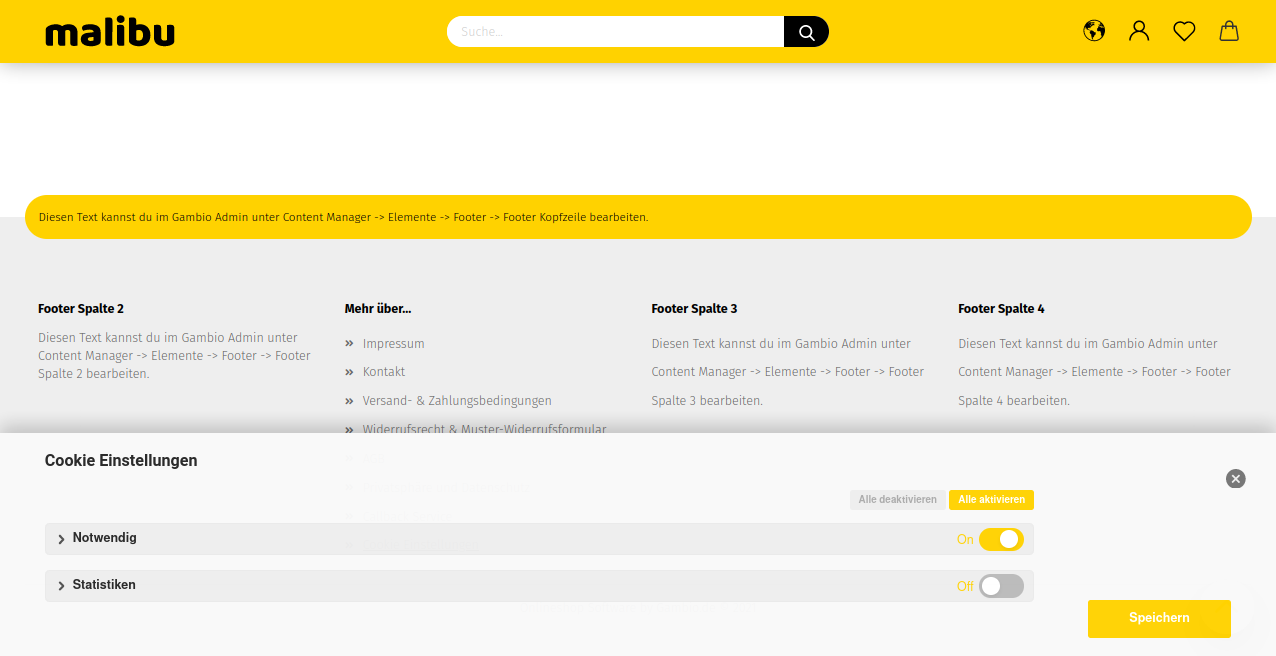 malibu
Suche...
Diesen Text kannst du im Gambio Admin unter Content Manager -> Elemente -> Footer -> Footer Kopfzeile bearbeiten.
Footer Spalte 2
Diesen Text kannst du im Gambio Admin unter
Content Manager -> Elemente -> Footer -> Footer
Spalte 2 bearbeiten.
Mehr über...
» Impressum
» Kontakt
» Versand- & Zahlungsbedingungen
» Widerrufsrecht & Muster-Widerrufsformular
Footer Spalte 3
Diesen Text kannst du im Gambio Admin unter
Content Manager -> Elemente -> Footer -> Footer
Spalte 3 bearbeiten.
Footer Spalte 4
Diesen Text kannst du im Gambio Admin unter
Content Manager -> Elemente -> Footer -> Footer
Spalte 4 bearbeiten.
Cookie Einstellungen
Alle deaktivieren
Alle aktivieren
Notwendig
On
Statistiken
Off
Speichern